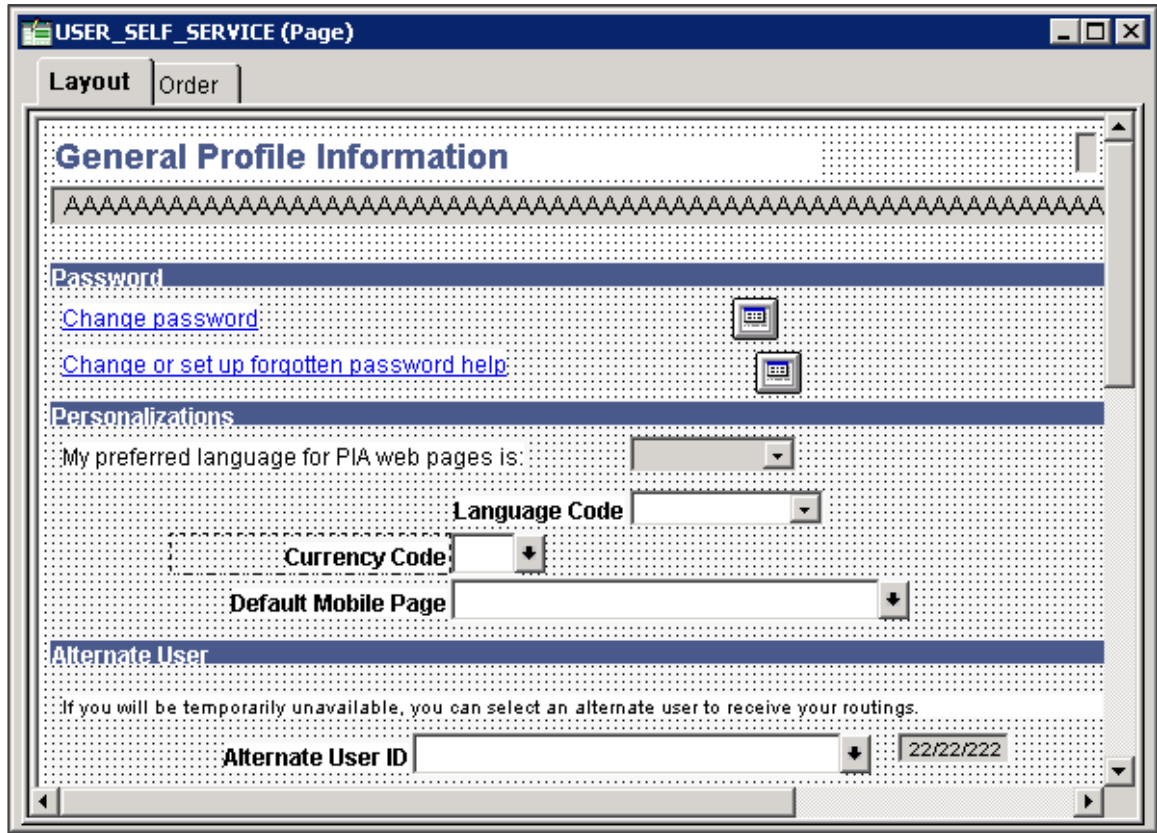 USER_SELF_SERVICE (Page)
Layout Order
General Profile Information
AAAAAAAAAAAAAAAAAAAAAAAAAAAAAAAAAAAAAAAAAAAAAAAAAAAAAAAAAA
Password
Change password
Change or set up forgotten password help
Personalizations
My preferred language for PIA web pages is:
Language Code
Currency Code
Default Mobile Page
Alternate User
If you will be temporarily unavailable, you can select an alternate user to receive your routings.
Alternate User ID 22/22/222